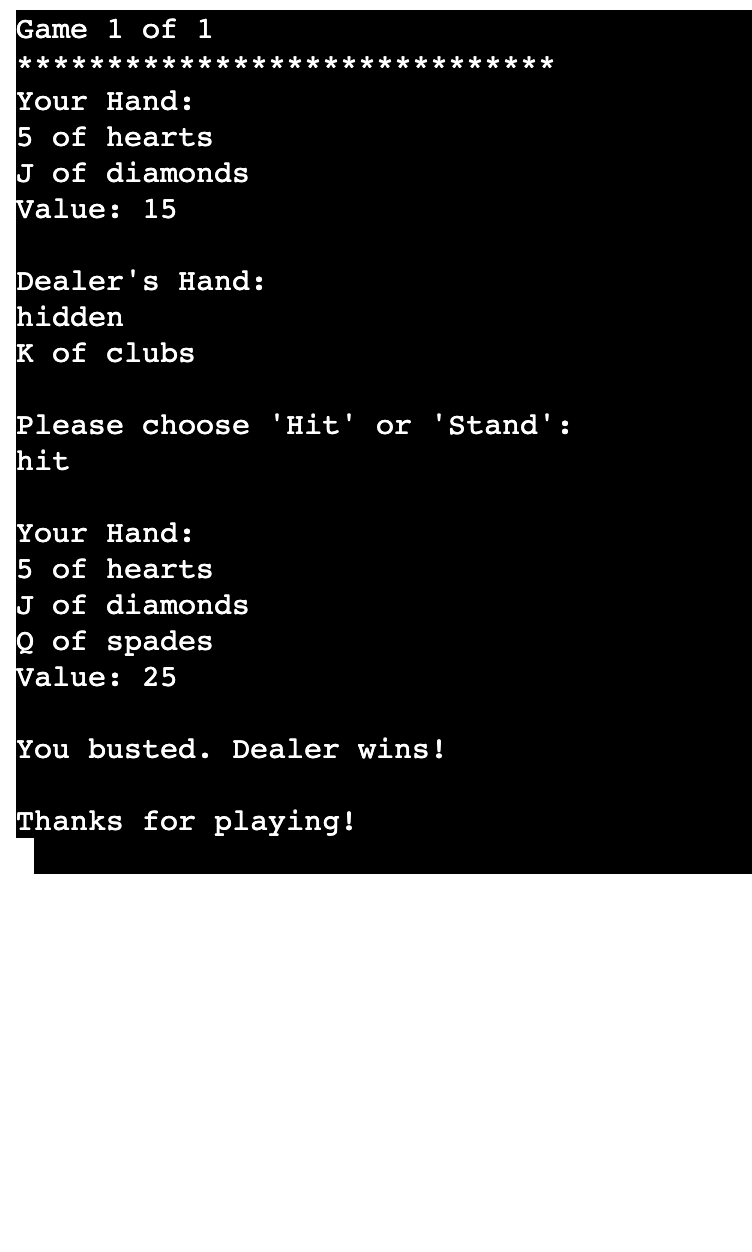 Game 1 of 1
******************************
Your Hand:
5 of hearts
J of diamonds
Value: 15
Dealer's Hand:
hidden
K of clubs
Please choose 'Hit' or 'Stand':
hit
Your Hand:
5 of hearts
J of diamonds
Q of spades
Value: 25
You busted. Dealer wins!
Thanks for playing!